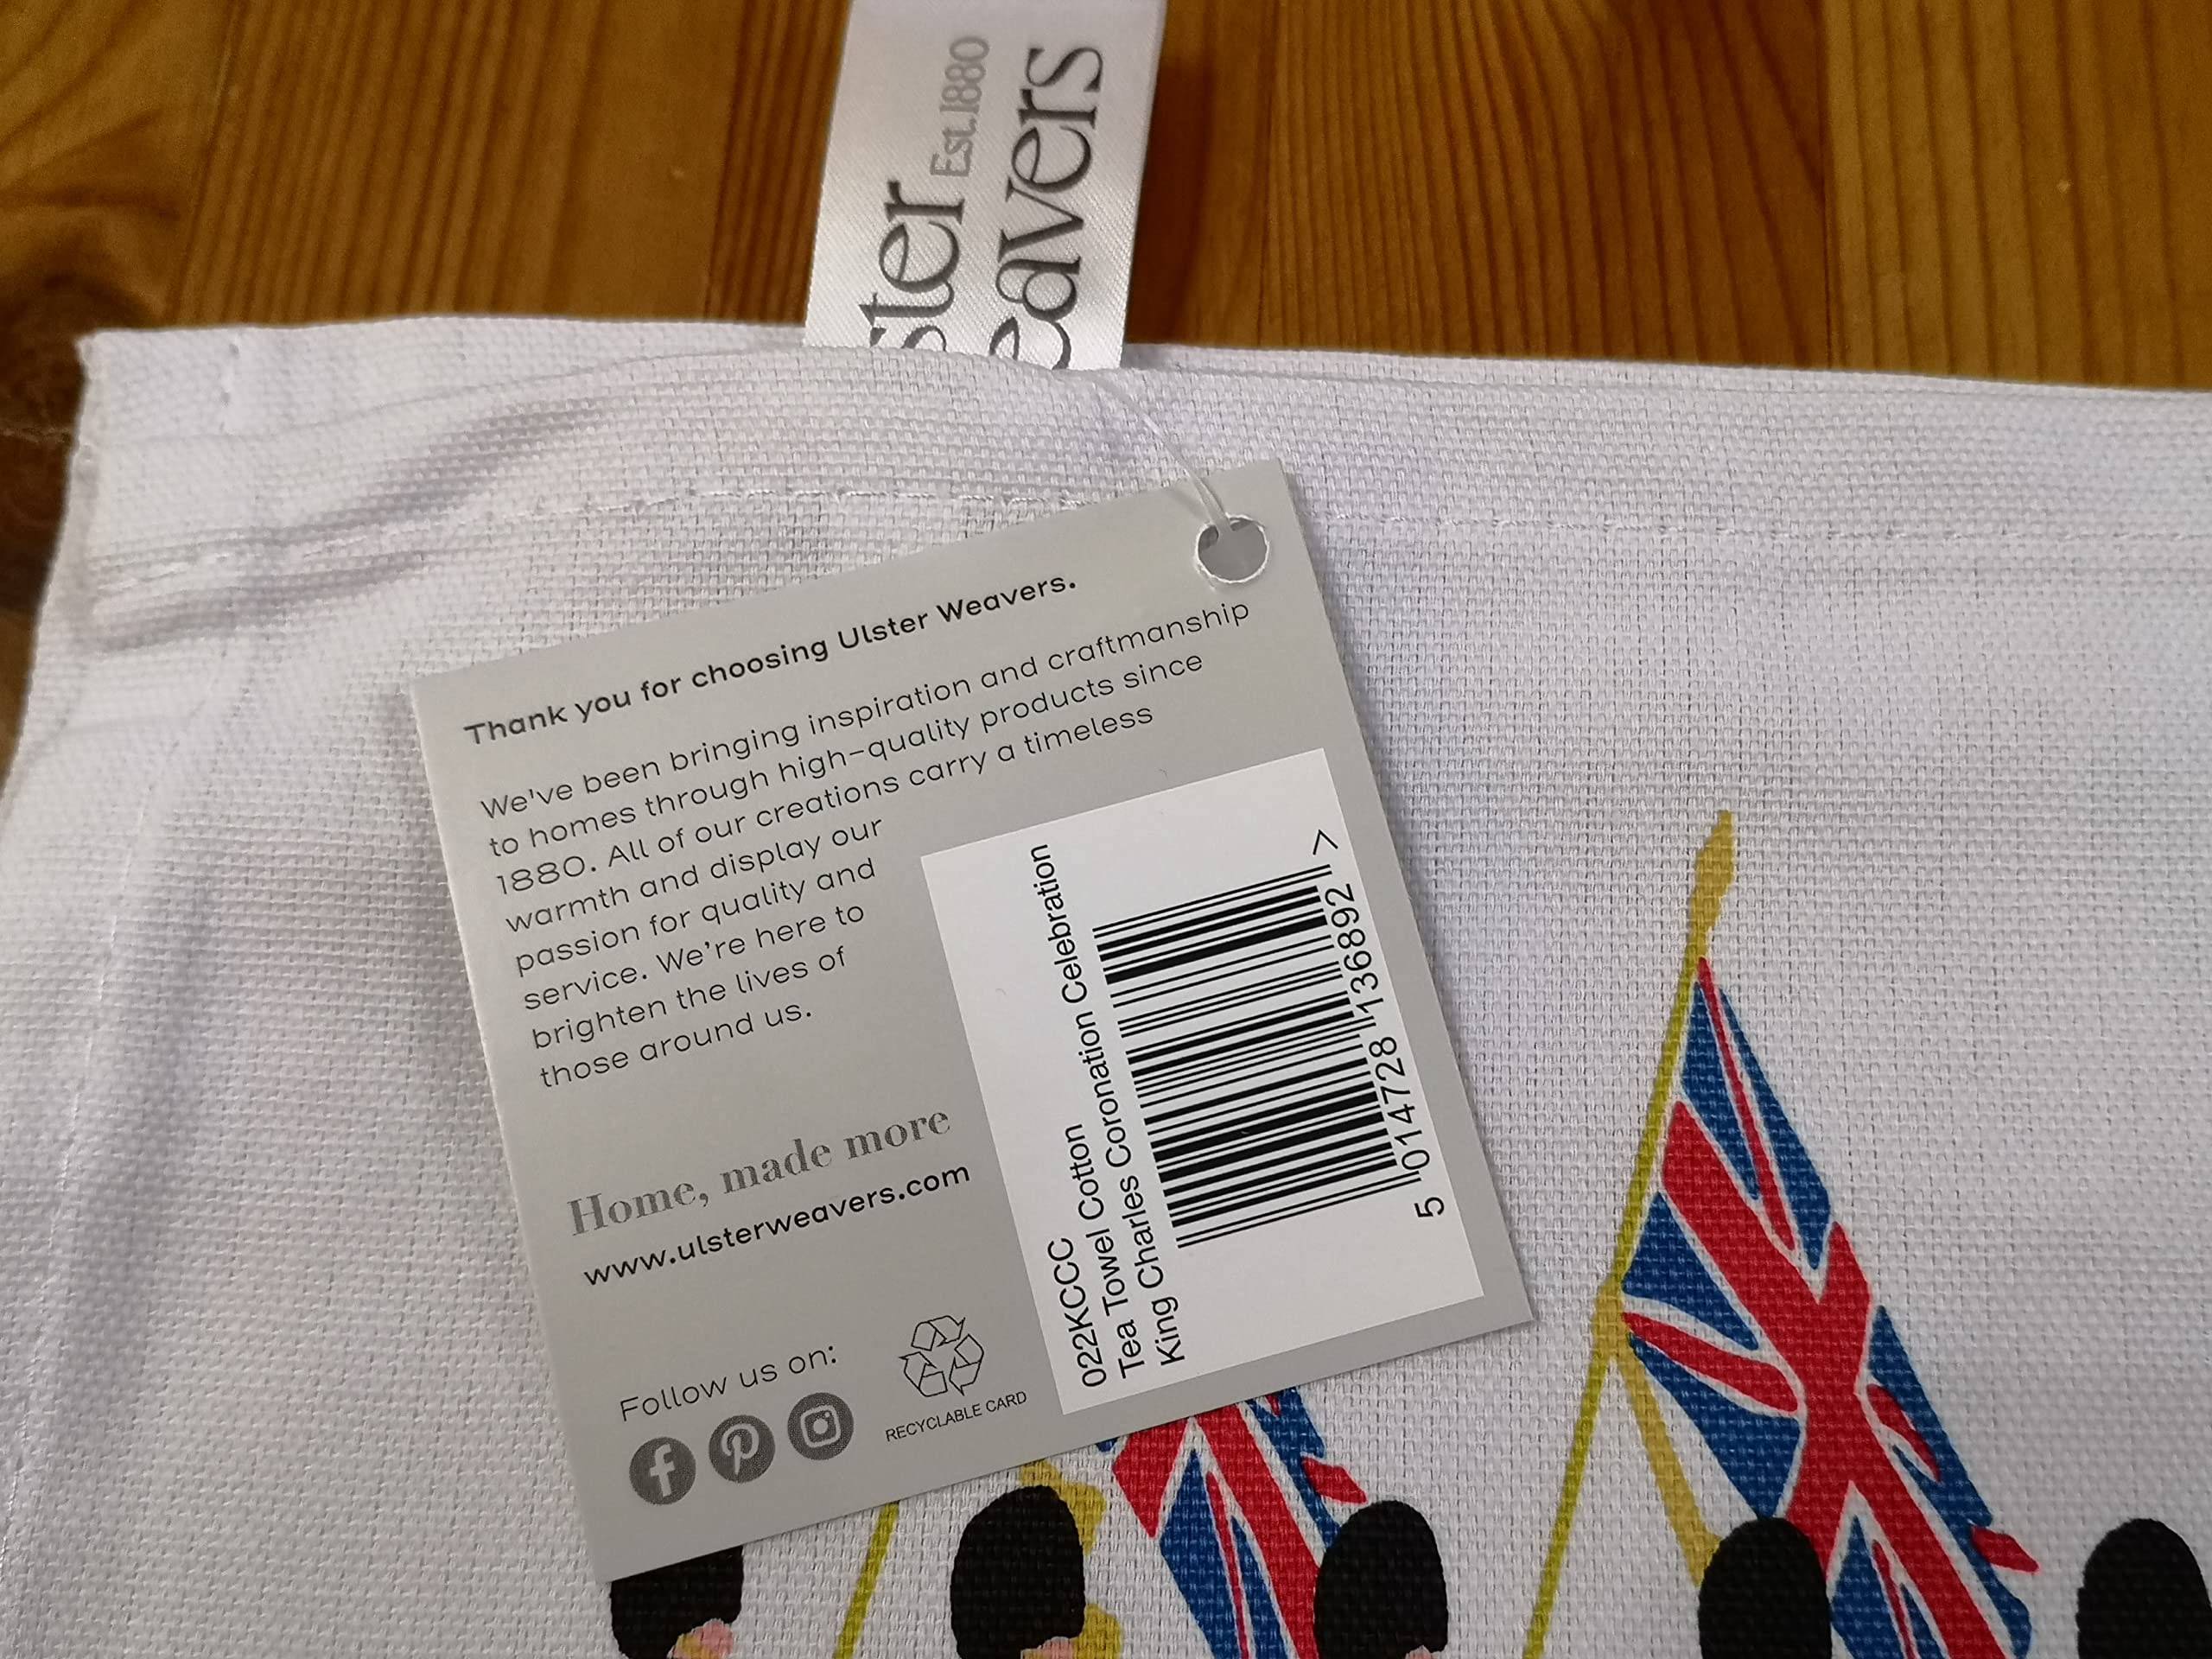 ster Est.1880
eavers
Thank you for choosing Ulster Weavers.
We've been bringing inspiration and craftmanship
to homes through high-quality products since
1880. All of our creations carry a timeless
warmth and display our
passion for quality and
service. We're here to
brighten the lives of
those around us.
Home, made more
www.ulsterweavers.com
Follow us on:
RECYCLABLE CARD
022KCCC
Tea Towel Cotton
King Charles Coronation Celebration
5 014728 136892 >